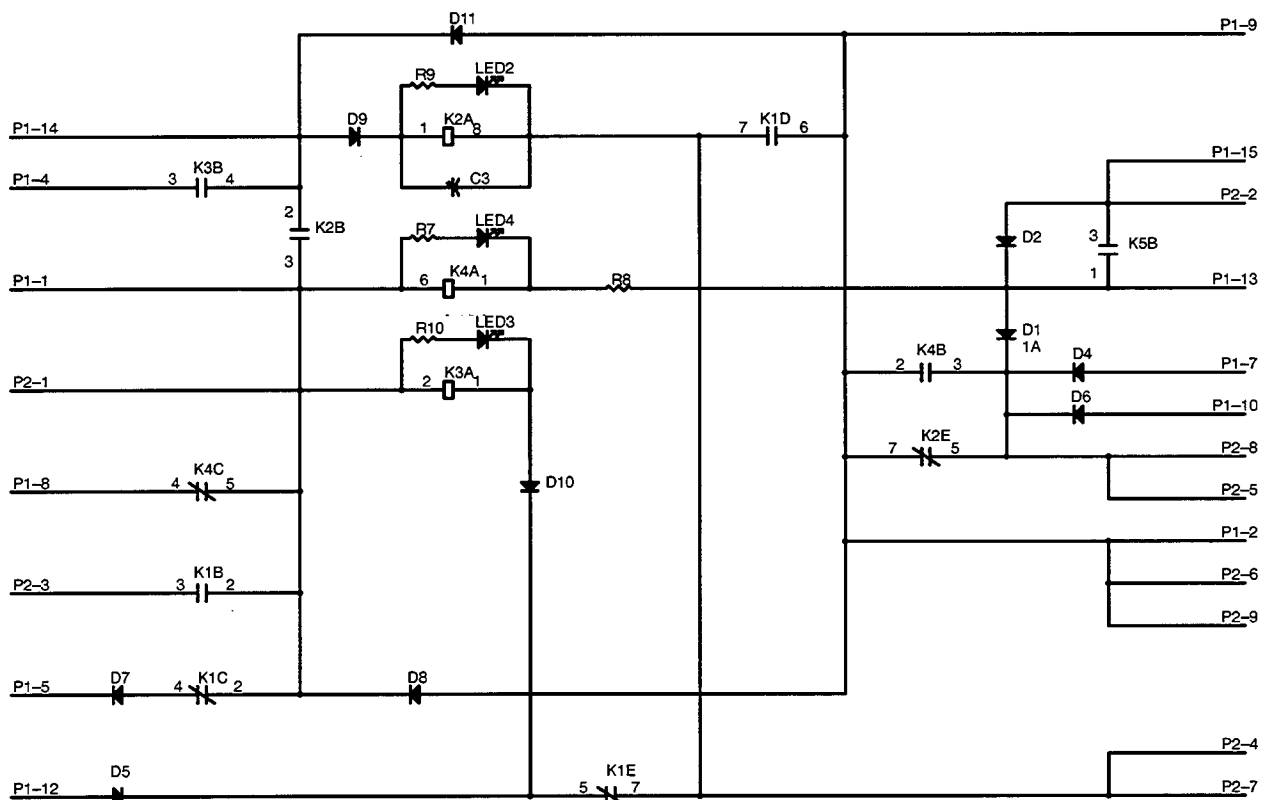 D11
P1–9
R9 LED2
P1–14 D9 1 K2A 8 7 K1D 6
P1–15
P1–4 3 K3B 4 C3
P2–2
2 K2B 3
R7 LED4
D2 3 K5B 1
P1–1 6 K4A 1 R8 P1–13
R10 LED3
D1 1A
P2–1 2 K3A 1
2 K4B 3 D4 P1–7
D6 P1–10
7 K2E 5 P2–8
P1–8 4 K4C 5 D10 P2–5
P1–2
P2–3 3 K1B 2 P2–6
P2–9
P1–5 D7 4 K1C 2 D8
P2–4
P1–12 D5 5 K1E 7 P2–7